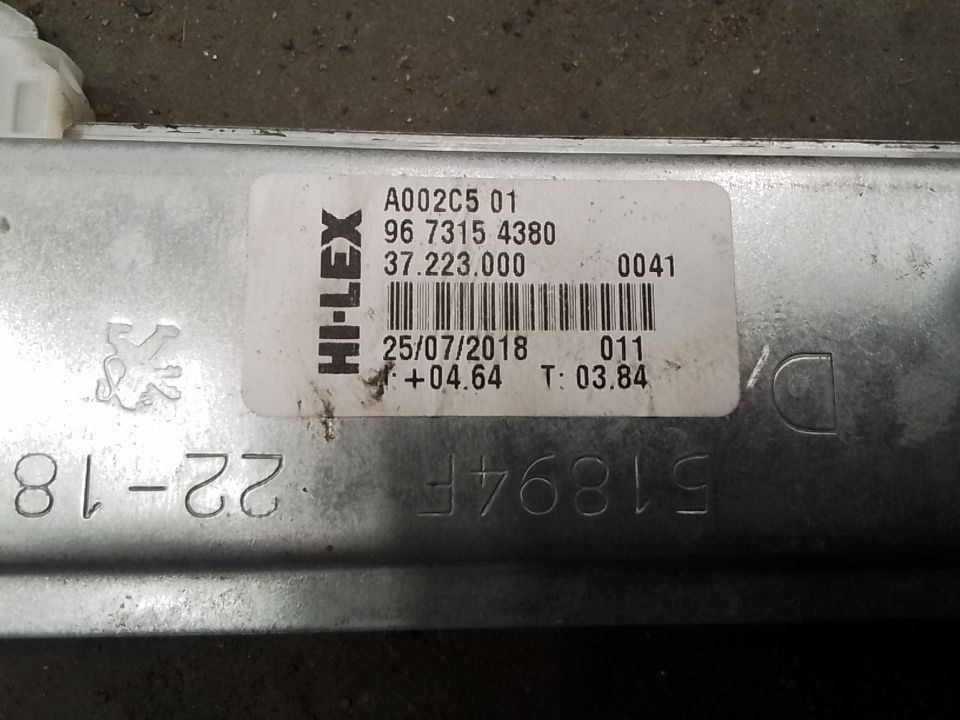 HI-LEX
A002C5 01
96 7315 4380
37.223.000 0041
25/07/2018 011
: +04.64 T: 03.84
D
22-18
51894F